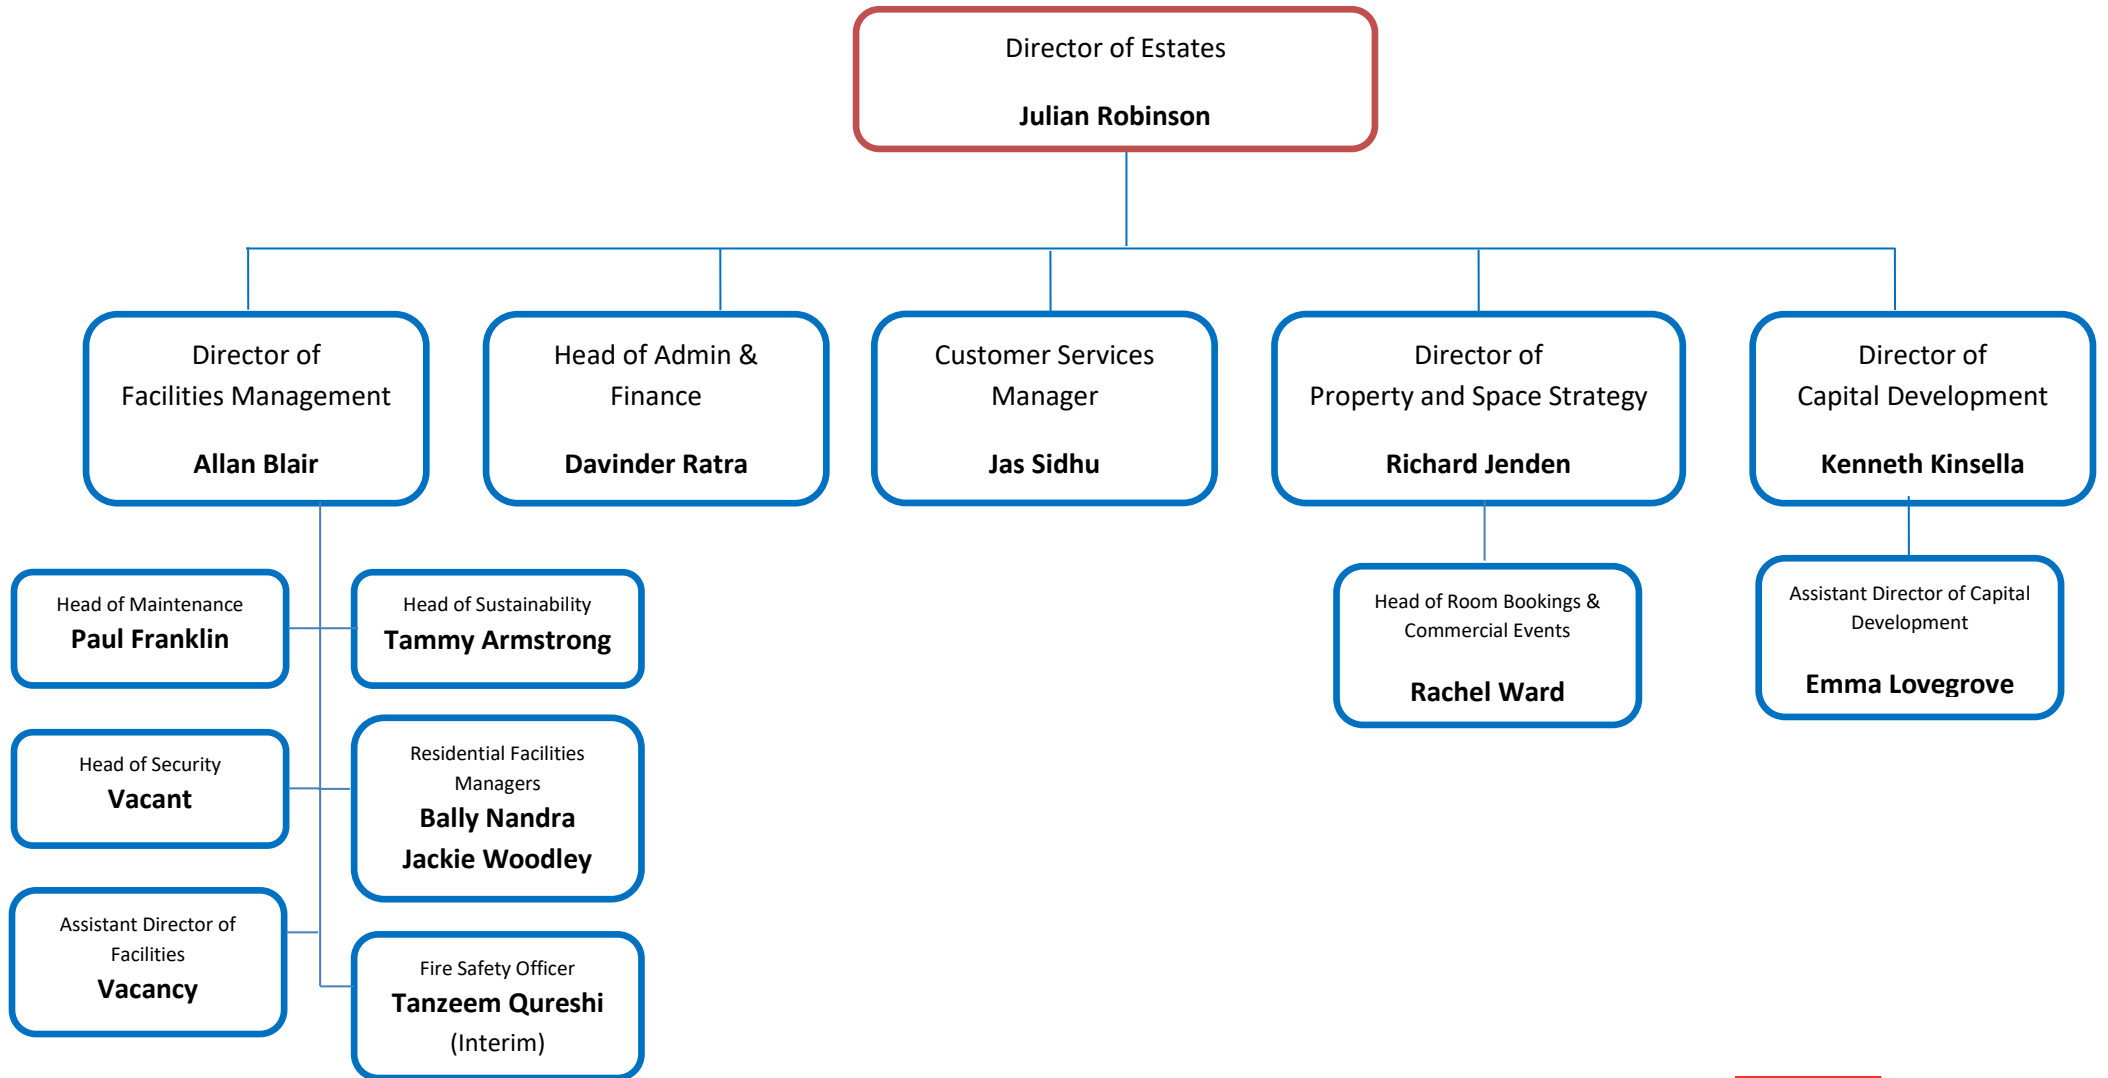 Director of Estates
Julian Robinson
Director of
Facilities Management
Allan Blair
Head of Admin &
Finance
Davinder Ratra
Customer Services
Manager
Jas Sidhu
Director of
Property and Space Strategy
Richard Jenden
Director of
Capital Development
Kenneth Kinsella
Head of Maintenance
Paul Franklin
Head of Sustainability
Tammy Armstrong
Head of Room Bookings &
Commercial Events
Rachel Ward
Assistant Director of Capital
Development
Emma Lovegrove
Head of Security
Vacant
Residential Facilities
Managers
Bally Nandra
Jackie Woodley
Assistant Director of
Facilities
Vacancy
Fire Safety Officer
Tanzeem Qureshi
(Interim)